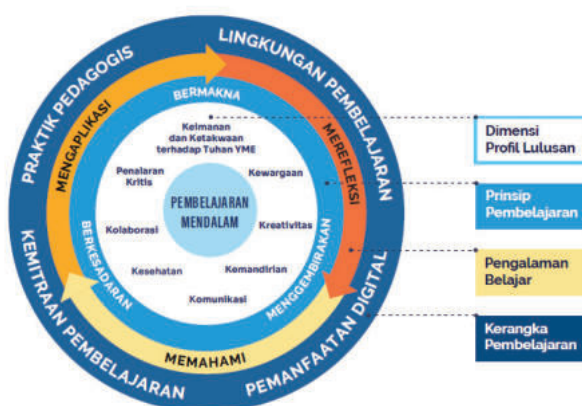 PRAKTIK PEDAGOGIS
LINGKUNGAN PEMBELAJARAN
KEMITRAAN PEMBELAJARAN
PEMANFAATAN DIGITAL
MENGAPLIKASI
MEREFLEKSI
MEMAHAMI
BERMAKNA
BERKESADARAN
MENGGEMBIRAKAN
Keimanan
dan Ketakwaan
terhadap Tuhan YME
Penalaran
Kritis
Kewargaan
PEMBELAJARAN
MENDALAM
Kolaborasi
Kreativitas
Kesehatan
Kemandirian
Komunikasi
Dimensi
Profil Lulusan
Prinsip
Pembelajaran
Pengalaman
Belajar
Kerangka
Pembelajaran